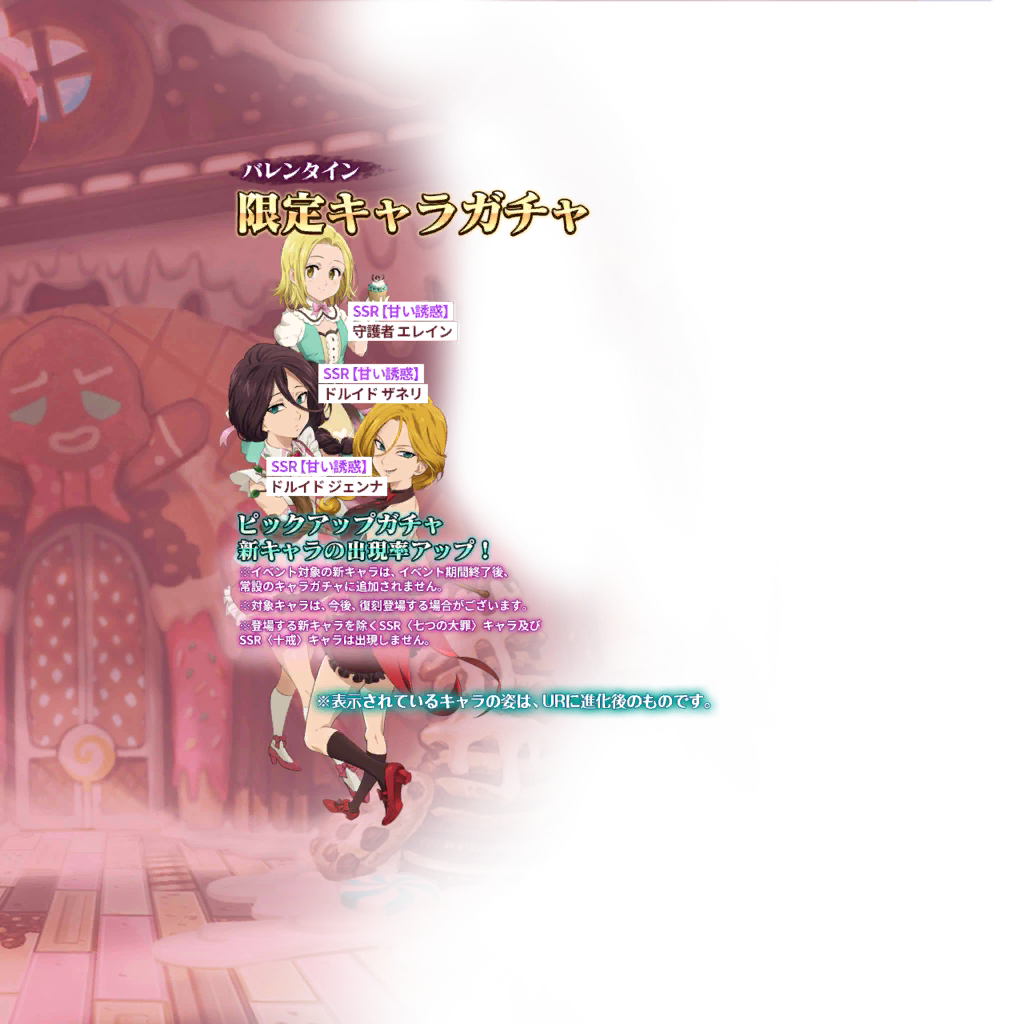 バレンタイン
限定キャラガチャ
SSR【甘い誘惑】
守護者 エレイン
SSR【甘い誘惑】
ドルイド ザネリ
SSR【甘い誘惑】
ドルイド ジェンナ
ピックアップガチャ
新キャラの出現率アップ！
※イベント対象の新キャラは、イベント期間終了後、
常設のキャラガチャに追加されません。
※対象キャラは、今後、復刻登場する場合がございます。
※登場する新キャラを除くSSR〈七つの大罪〉キャラ及び
SSR〈十戒〉キャラは出現しません。
※表示されているキャラの姿は、URに進化後のものです。